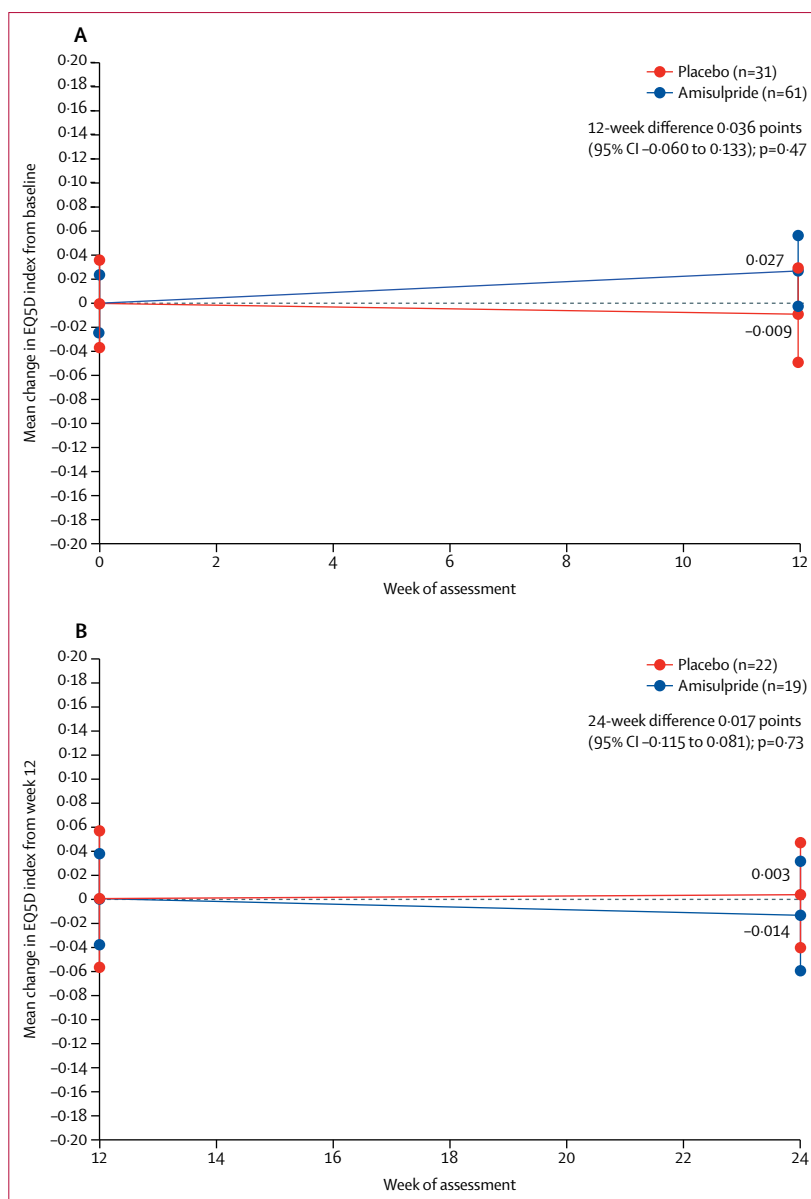 A
0·20
0·18
0·16
0·14
0·12
0·10
0·08
0·06
0·04
0·02
0
–0·02
–0·04
–0·06
–0·08
–0·10
–0·12
–0·14
–0·16
–0·18
–0·20
Mean change in EQ5D index from baseline
Placebo (n=31)
Amisulpride (n=61)
12-week difference 0·036 points
(95% CI –0·060 to 0·133); p=0·47
0·027
–0·009
0 2 4 6 8 10 12
Week of assessment
B
0·20
0·18
0·16
0·14
0·12
0·10
0·08
0·06
0·04
0·02
0
–0·02
–0·04
–0·06
–0·08
–0·10
–0·12
–0·14
–0·16
–0·18
–0·20
Mean change in EQ5D index from week 12
Placebo (n=22)
Amisulpride (n=19)
24-week difference 0·017 points
(95% CI –0·115 to 0·081); p=0·73
0·003
–0·014
12 14 16 18 20 22 24
Week of assessment